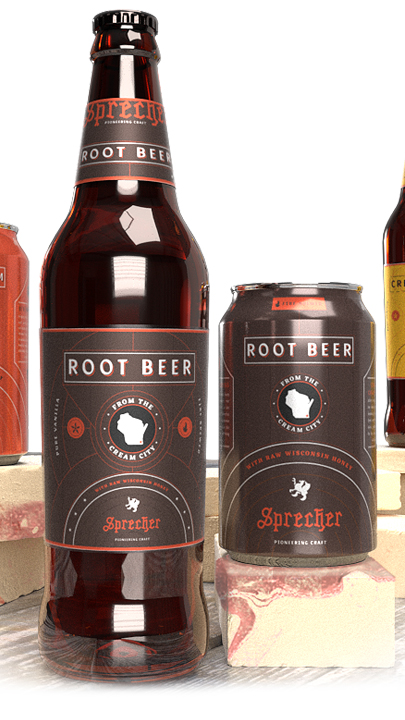 Sprecher
PIONEERING CRAFT
ROOT BEER
ROOT BEER
FROM THE
CREAM CITY
PURE VANILLA
WITH RAW WISCONSIN HONEY
Sprecher
PIONEERING CRAFT
ROOT BEER
FROM THE
CREAM CITY
WITH RAW WISCONSIN HONEY
Sprecher
PIONEERING CRAFT